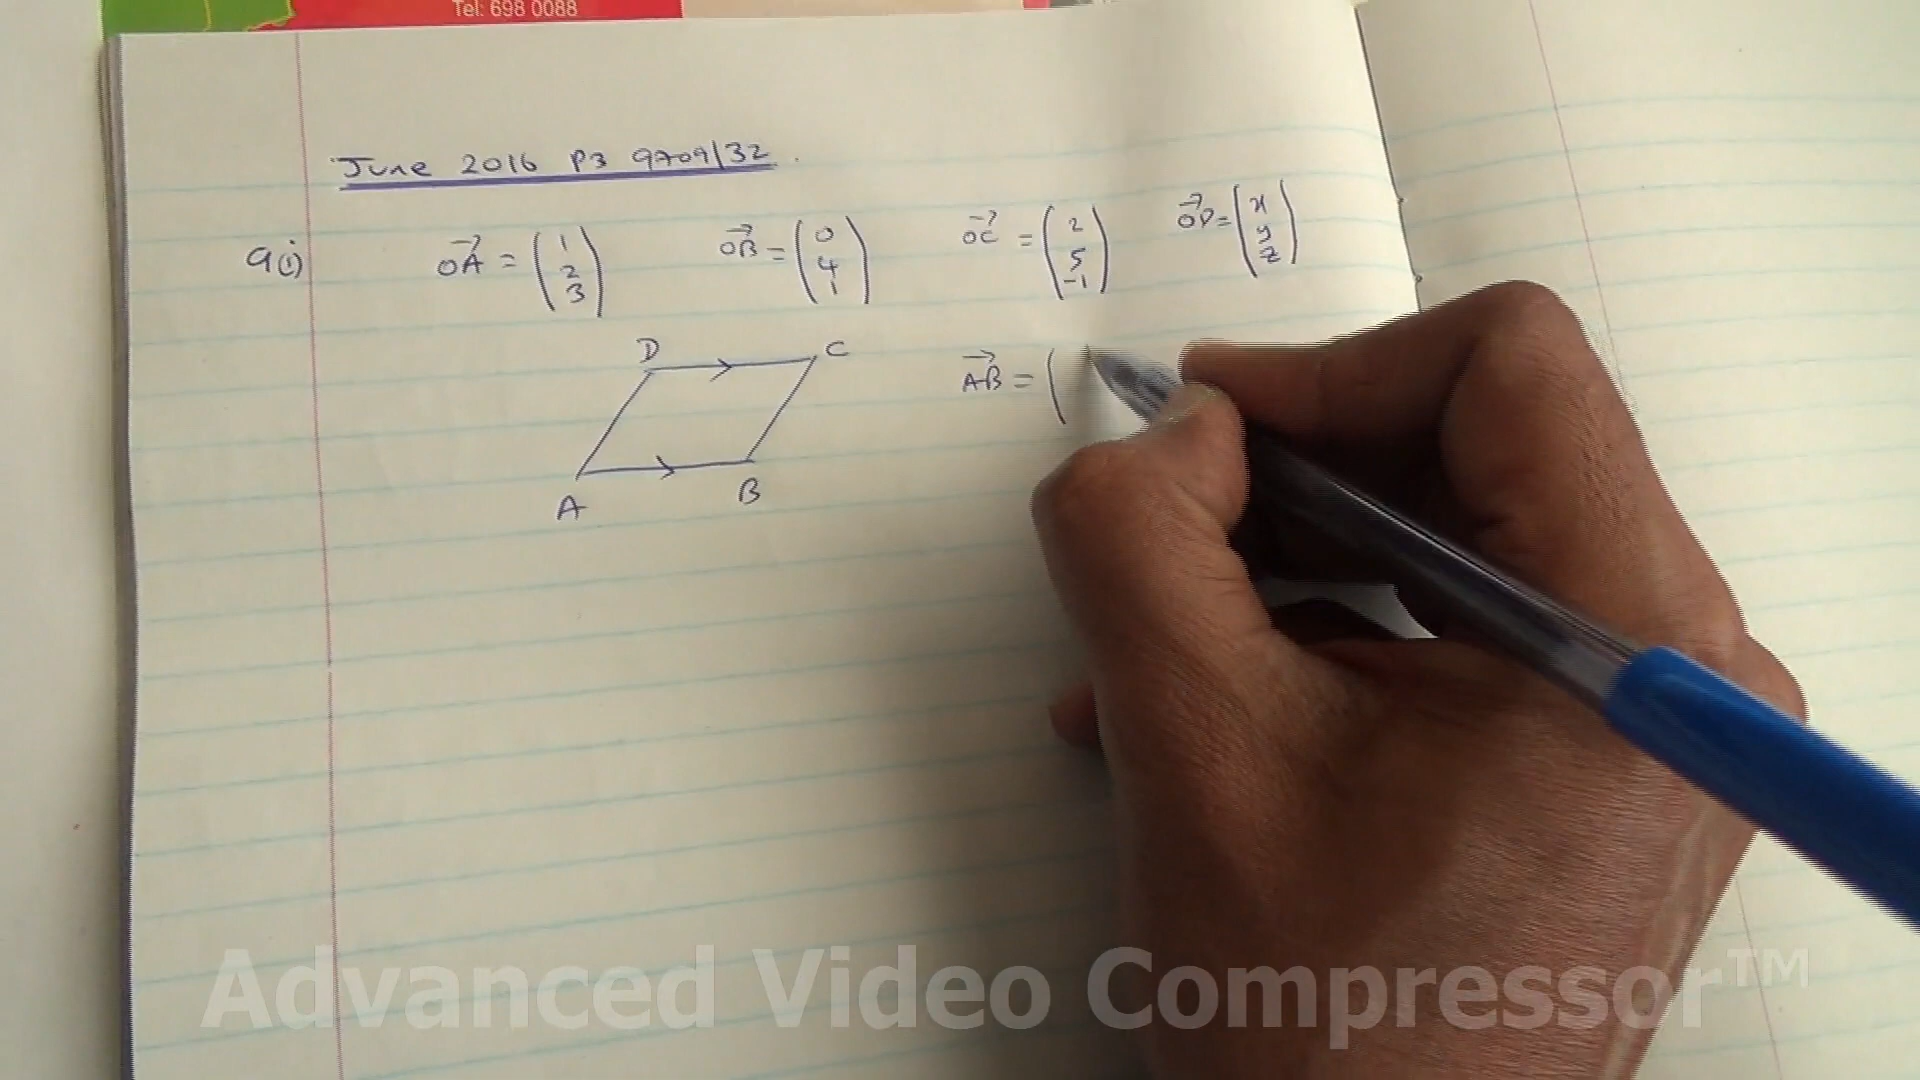 Tel: 698 0088
June 2016 P3 9709/32.
9(i) →OA = (1 2 3) →OB = (0 4 1) →OC = (2 5 -1) →OD = (x y z)
D C
→AB = (
A B
Advanced Video Compressor™